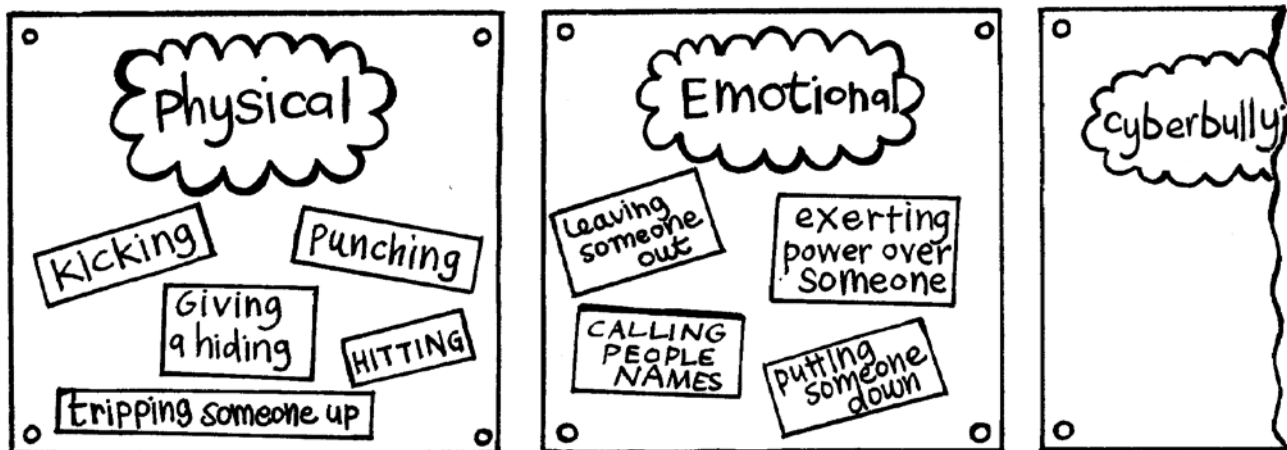 Physical
Kicking
Punching
Giving
a hiding
HITTING
tripping someone up
Emotional
Leaving
someone
out
exerting
power over
someone
CALLING
PEOPLE
NAMES
putting
someone
down
cyberbullyi